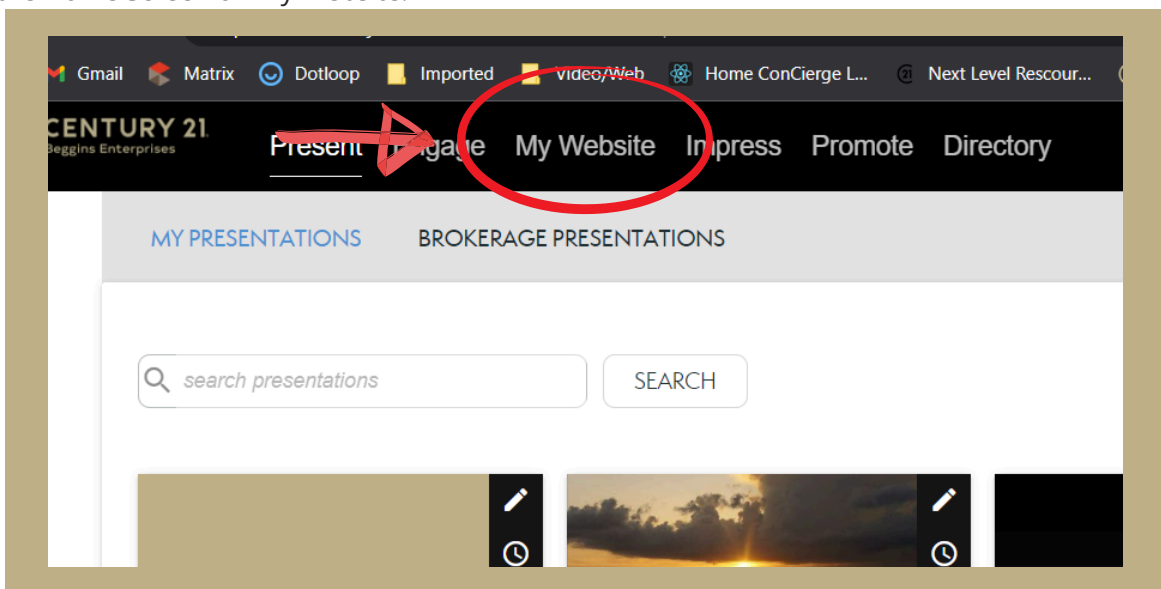 Gmail Matrix Dotloop Imported Video/Web Home ConCierge L... Next Level Rescour...
CENTURY 21.
Beggins Enterprises
Present Engage My Website Impress Promote Directory
MY PRESENTATIONS BROKERAGE PRESENTATIONS
search presentations SEARCH